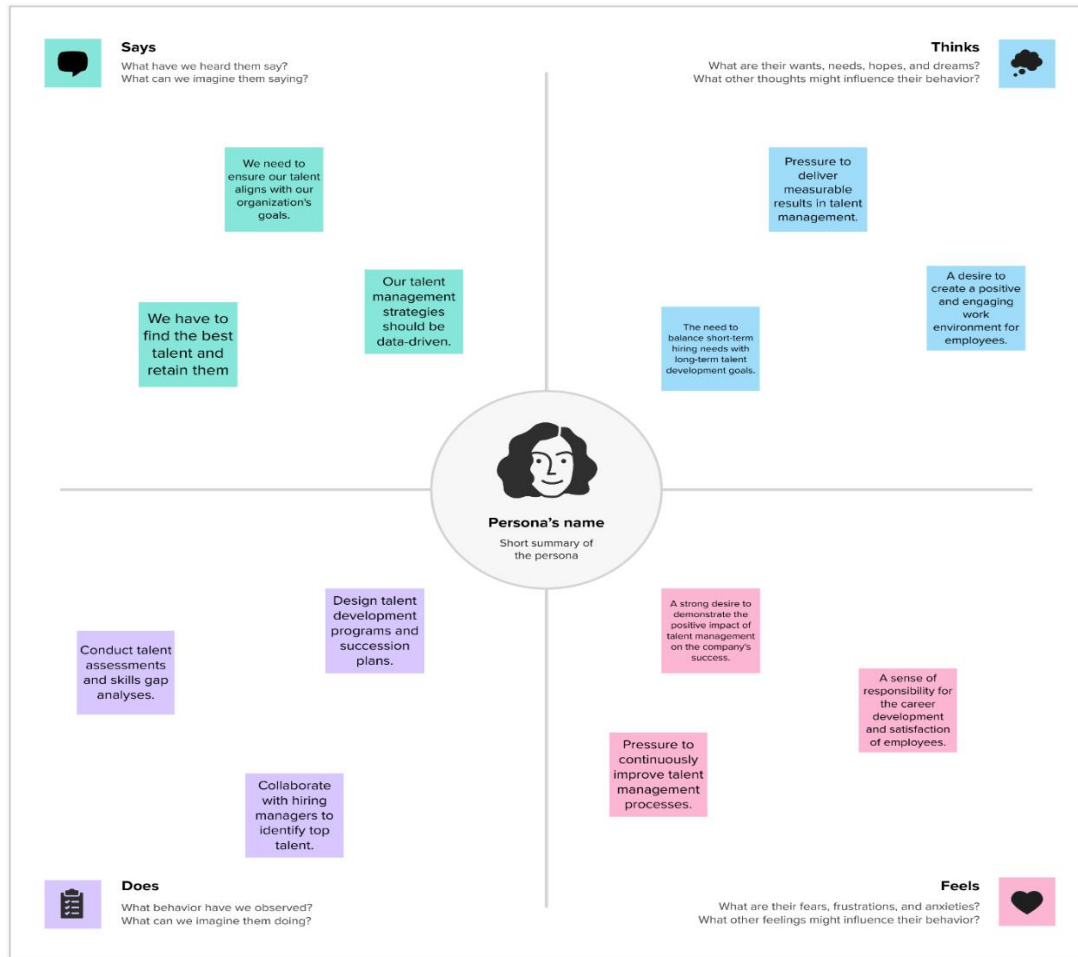 Says
What have we heard them say?
What can we imagine them saying?
Thinks
What are their wants, needs, hopes, and dreams?
What other thoughts might influence their behavior?
We need to
ensure our talent
aligns with our
organization's
goals.
Our talent
management
strategies
should be
data-driven.
We have to
find the best
talent and
retain them
Pressure to
deliver
measurable
results in talent
management.
A desire to
create a positive
and engaging
work
environment for
employees.
The need to
balance short-term
hiring needs with
long-term talent
development goals.
Persona's name
Short summary of
the persona
Design talent
development
programs and
succession
plans.
Conduct talent
assessments
and skills gap
analyses.
Collaborate
with hiring
managers to
identify top
talent.
A strong desire to
demonstrate the
positive impact of
talent management
on the company's
success.
A sense of
responsibility for
the career
development
and satisfaction
of employees.
Pressure to
continuously
improve talent
management
processes.
Does
What behavior have we observed?
What can we imagine them doing?
Feels
What are their fears, frustrations, and anxieties?
What other feelings might influence their behavior?